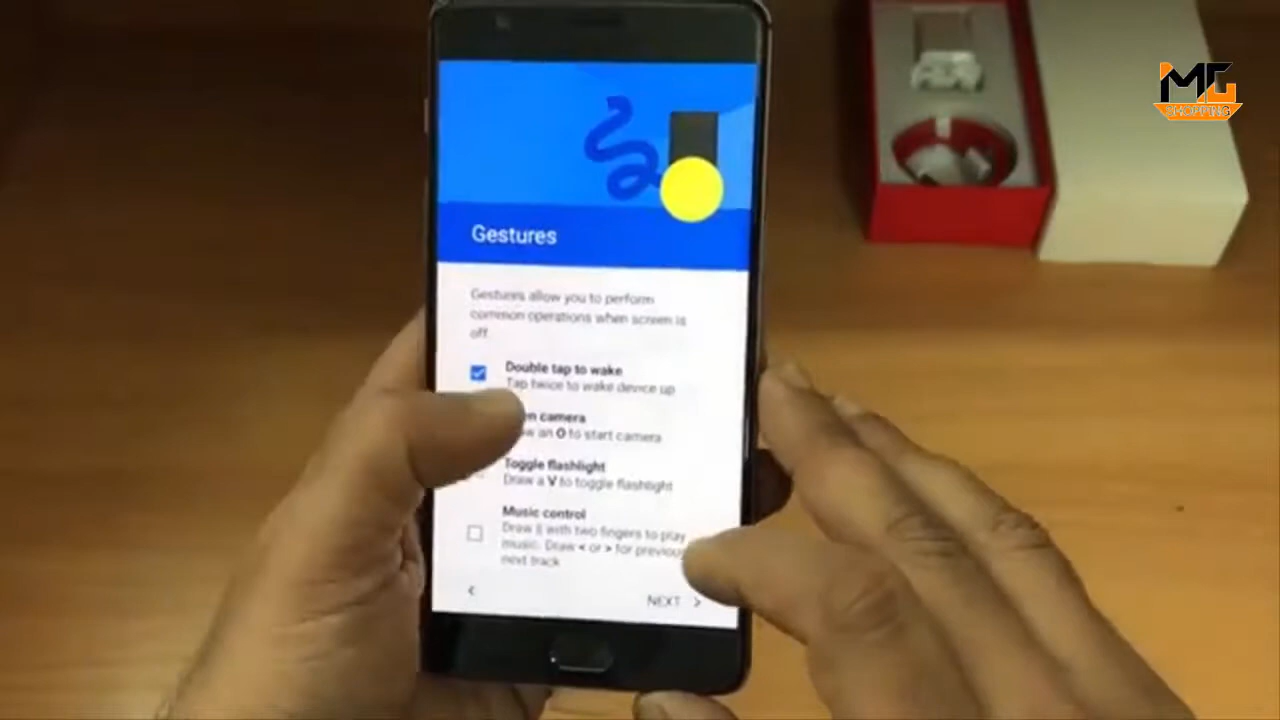 MG
SHOPPING
Gestures
Gestures allow you to perform
common operations when screen is
off
Double tap to wake
Tap twice to wake device up
camera
an O to start camera
Toggle flashlight
Draw a V to toggle flashlight
Music control
Draw || with two fingers to play
music. Draw < or > for previous
next track
< NEXT >